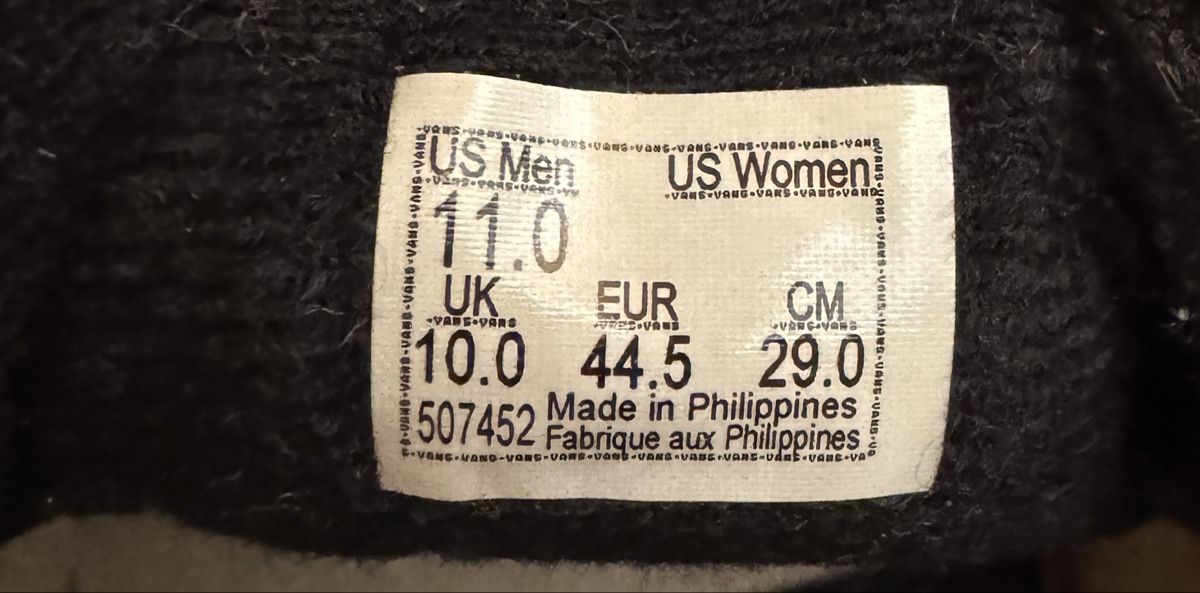 US Men US Women
11.0
UK EUR CM
10.0 44.5 29.0
507452 Made in Philippines
Fabrique aux Philippines